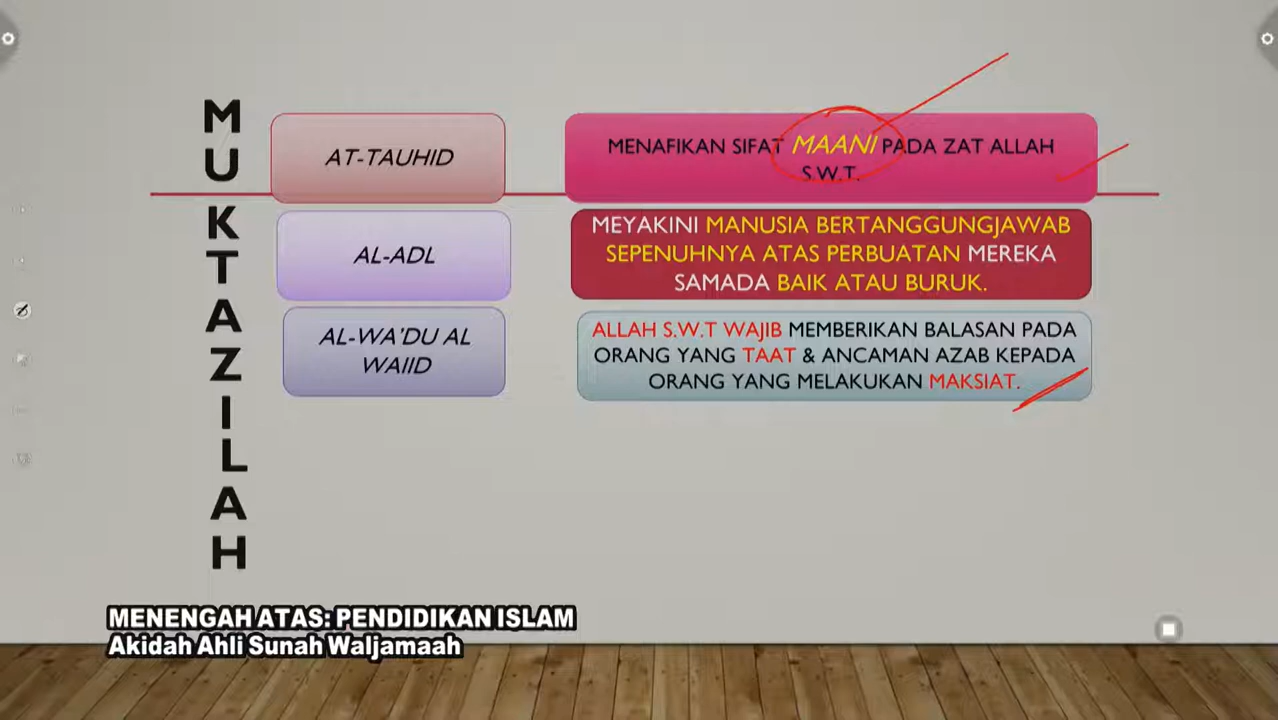 MUKTAZILAH
AT-TAUHID
MENAFIKAN SIFAT MAANI PADA ZAT ALLAH
S.W.T.
AL-ADL
MEYAKINI MANUSIA BERTANGGUNGJAWAB
SEPENUHNYA ATAS PERBUATAN MEREKA
SAMADA BAIK ATAU BURUK.
AL-WA'DU AL
WAIID
ALLAH S.W.T WAJIB MEMBERIKAN BALASAN PADA
ORANG YANG TAAT & ANCAMAN AZAB KEPADA
ORANG YANG MELAKUKAN MAKSIAT.
MENENGAH ATAS: PENDIDIKAN ISLAM
Akidah Ahli Sunah Waljamaah